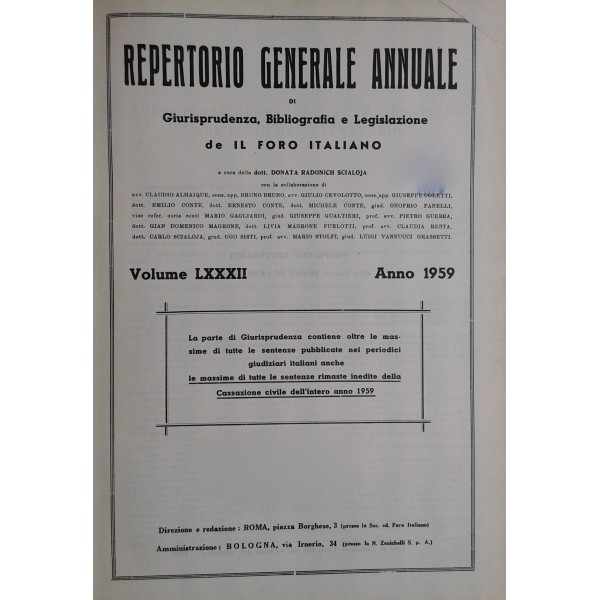 REPERTORIO GENERALE ANNUALE
DI
Giurisprudenza, Bibliografia e Legislazione
de IL FORO ITALIANO
a cura della dott. DONATA RADONICH SCIALOJA
con la collaborazione di
avv. CLAUDIO ALHAIQUE, cons. app. BRUNO BRUNO, avv. GIULIO CEVOLOTTO, cons. app. GIUSEPPE COLETTI,
dott. EMILIO CONTE, dott. ERNESTO CONTE, dott. MICHELE CONTE, giud. ONOFRIO FANELLI,
vice refer. corte conti MARIO GAGLIARDI, giud GIUSEPPE GUALTIERI, prof. avv. PIETRO GUERRA,
dott. GIAN DOMENICO MAGRONE, dott. LIVIA MAGRONE FURLOTTI, prof. avv. CLAUDIA RESTA,
dott. CARLO SCIALOJA, giud. UGO SISTI, prof. avv. MARIO STOLFI, giud. LUIGI VANNUCCI GRASSETTI.
Volume LXXXII Anno 1959
La parte di Giurisprudenza contiene oltre le mas-
sime di tutte le sentenze pubblicate nei periodici
giudiziari italiani anche
le massime di tutte le sentenze rimaste inedite della
Cassazione civile dell'intero anno 1959
Direzione e redazione : ROMA, piazza Borghese, 3 (presso la Soc. ed. Foro Italiano)
Amministrazione : BOLOGNA, via Irnerio, 34 (presso la N. Zanichelli S. p. A.)